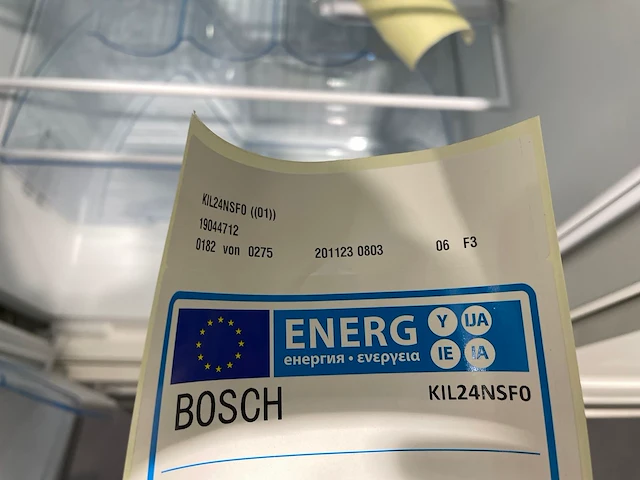 KIL24NSF0 ((01))
19044712
0182 von 0275 201123 0803 06 F3
ENERG Y IJA
енергия · ενεργεια IE IA
BOSCH KIL24NSF0